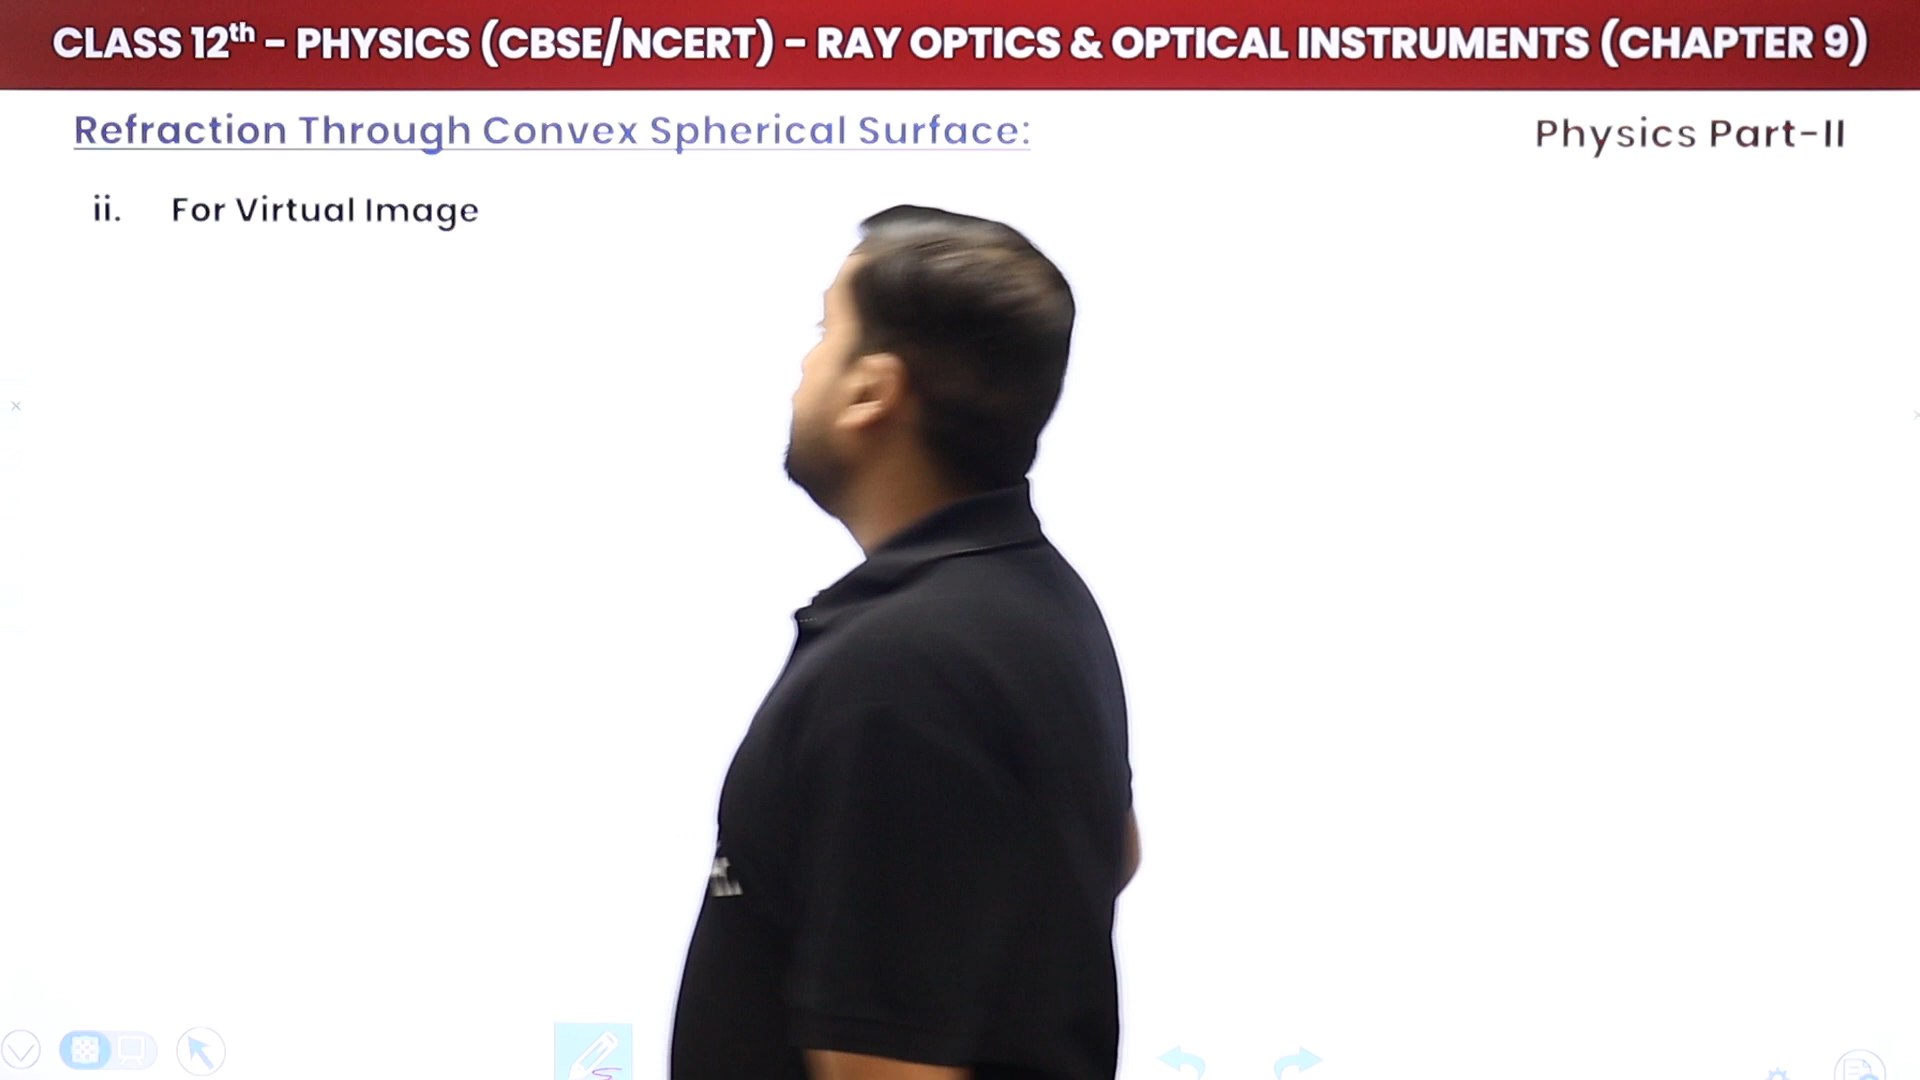 CLASS 12th - PHYSICS (CBSE/NCERT) - RAY OPTICS & OPTICAL INSTRUMENTS (CHAPTER 9)
Refraction Through Convex Spherical Surface:
Physics Part-II
ii. For Virtual Image